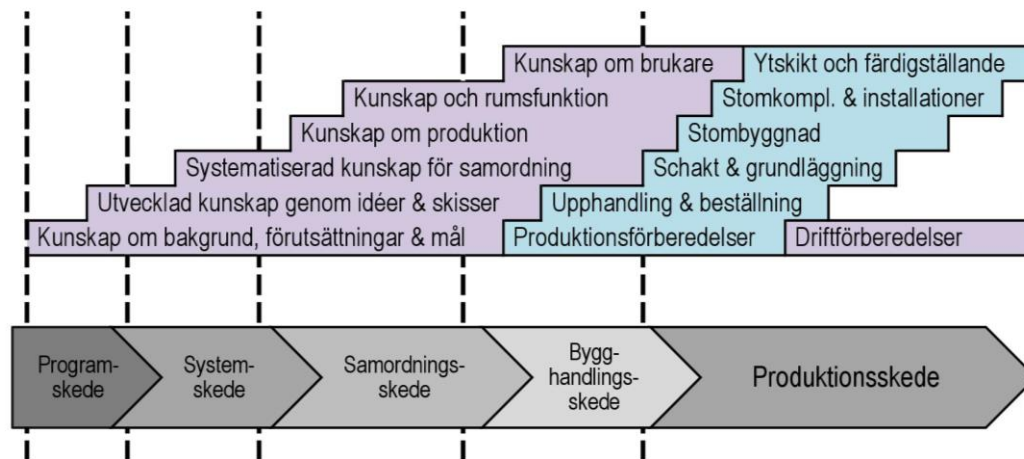 Kunskap om brukare
Ytskikt och färdigställande
Kunskap och rumsfunktion
Stomkompl. & installationer
Kunskap om produktion
Stombyggnad
Systematiserad kunskap för samordning
Schakt & grundläggning
Utvecklad kunskap genom idéer & skisser
Upphandling & beställning
Kunskap om bakgrund, förutsättningar & mål
Produktionsförberedelser
Driftförberedelser
Program-
skede
System-
skede
Samordnings-
skede
Bygg-
handlings-
skede
Produktionsskede